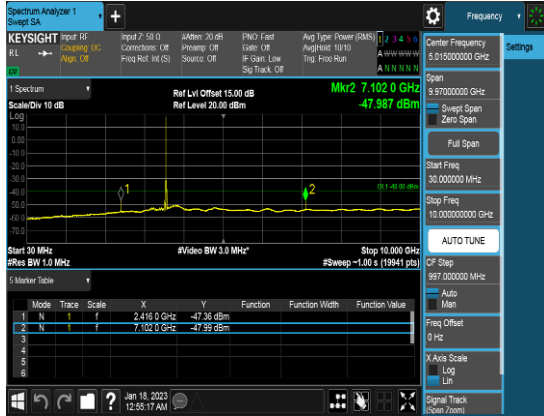 Spectrum Analyzer 1
Swept SA
Frequency
KEYSIGHT
Input: RF
Input Z: 50 Ω
#Atten: 20 dB
PNO: Fast
Avg Type: Power (RMS)
1 2 3 4 5 6
RL
Coupling: DC
Corrections: Off
Preamp: Off
Gate: Off
Avg|Hold: 10/10
A W W W W W
Align: Off
Freq Ref: Int (S)
Source: Off
IF Gain: Low
Trig: Free Run
Sig Track: Off
A N N N N N
1 Spectrum
Ref Lvl Offset 15.00 dB
Mkr2 7.102 0 GHz
Scale/Div 10 dB
Ref Level 20.00 dBm
-47.987 dBm
Log
10.0
0.00
-10.0
-20.0
-30.0
-40.0
-50.0
-60.0
-70.0
1
2
DL1 -40.00 dBm
Start 30 MHz
#Video BW 3.0 MHz*
Stop 10.000 GHz
#Res BW 1.0 MHz
#Sweep ~1.00 s (19941 pts)
5 Marker Table
Mode Trace Scale X Y Function Function Width Function Value
1 N 1 f 2.416 0 GHz -47.36 dBm
2 N 1 f 7.102 0 GHz -47.99 dBm
3
4
5
6
Jan 18, 2023
12:55:17 AM
Center Frequency
5.015000000 GHz
Settings
Span
9.97000000 GHz
Swept Span
Zero Span
Full Span
Start Freq
30.000000 MHz
Stop Freq
10.000000000 GHz
AUTO TUNE
CF Step
997.000000 MHz
Auto
Man
Freq Offset
0 Hz
X Axis Scale
Log
Lin
Signal Track
(Span Zoom)